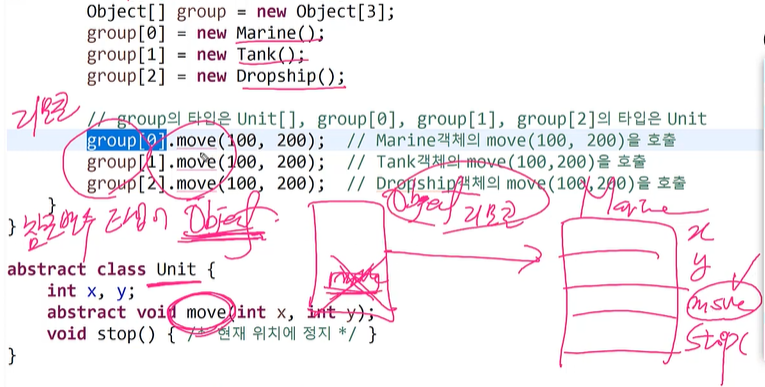 Object[] group = new Object[3];
group[0] = new Marine();
group[1] = new Tank();
group[2] = new Dropship();
리모콘
// group의 타입은 Unit[], group[0], group[1], group[2]의 타입은 Unit
group[0].move(100, 200);  // Marine객체의 move(100, 200)을 호출
group[1].move(100, 200);  // Tank객체의 move(100,200)을 호출
group[2].move(100, 200);  // Dropship객체의 move(100,200)을 호출
}
}
참조변수 타입이 Object
Object 리모콘
Marine
x
y
move
stop(
abstract class Unit {
int x, y;
abstract void move(int x, int y);
void stop() { /* 현재 위치에 정지 */ }
}